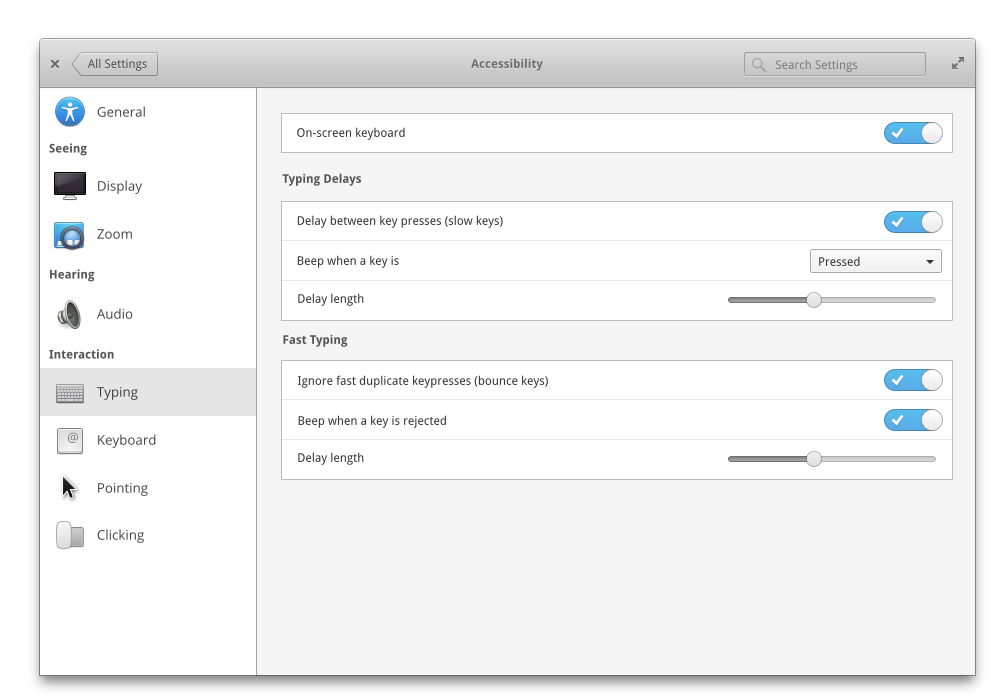 All Settings
Accessibility
Search Settings
General
Seeing
Display
Zoom
Hearing
Audio
Interaction
Typing
Keyboard
@
Pointing
Clicking
On-screen keyboard
Typing Delays
Delay between key presses (slow keys)
Beep when a key is
Pressed
Delay length
Fast Typing
Ignore fast duplicate keypresses (bounce keys)
Beep when a key is rejected
Delay length